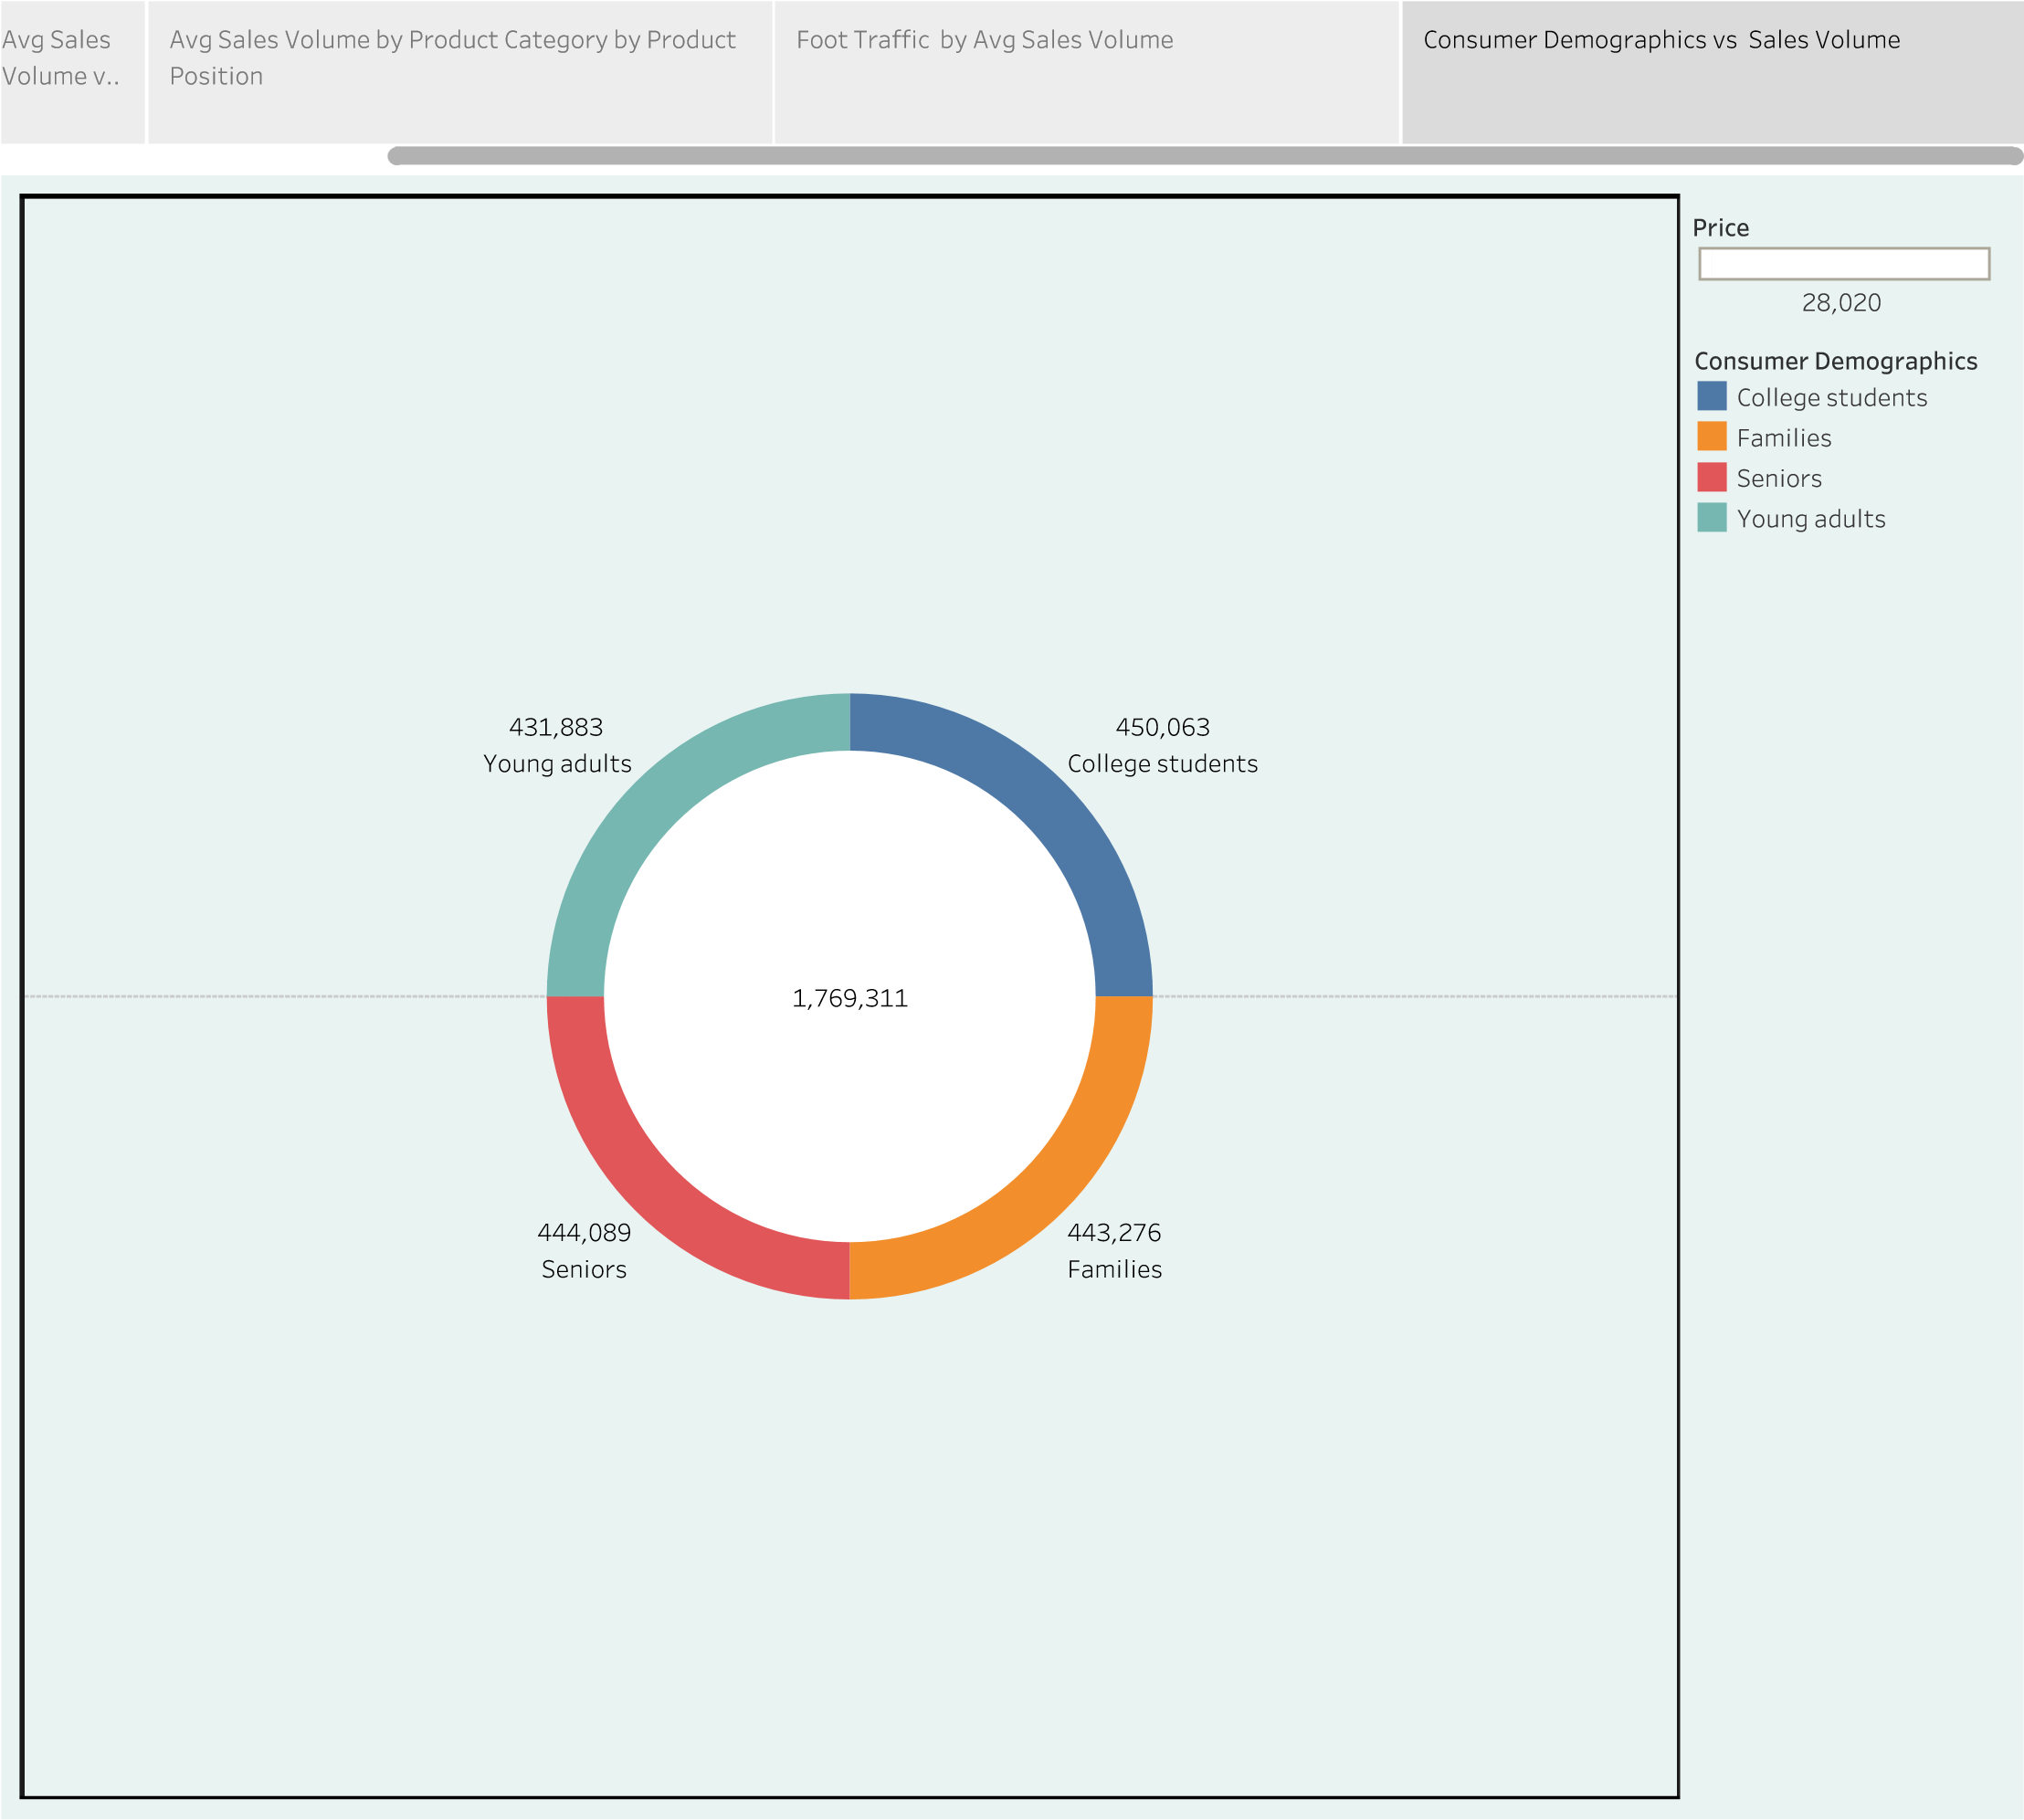 Avg Sales
Volume v..
Avg Sales Volume by Product Category by Product
Position
Foot Traffic  by Avg Sales Volume
Consumer Demographics vs  Sales Volume
Price
28,020
Consumer Demographics
College students
Families
Seniors
Young adults
431,883
Young adults
450,063
College students
1,769,311
444,089
Seniors
443,276
Families